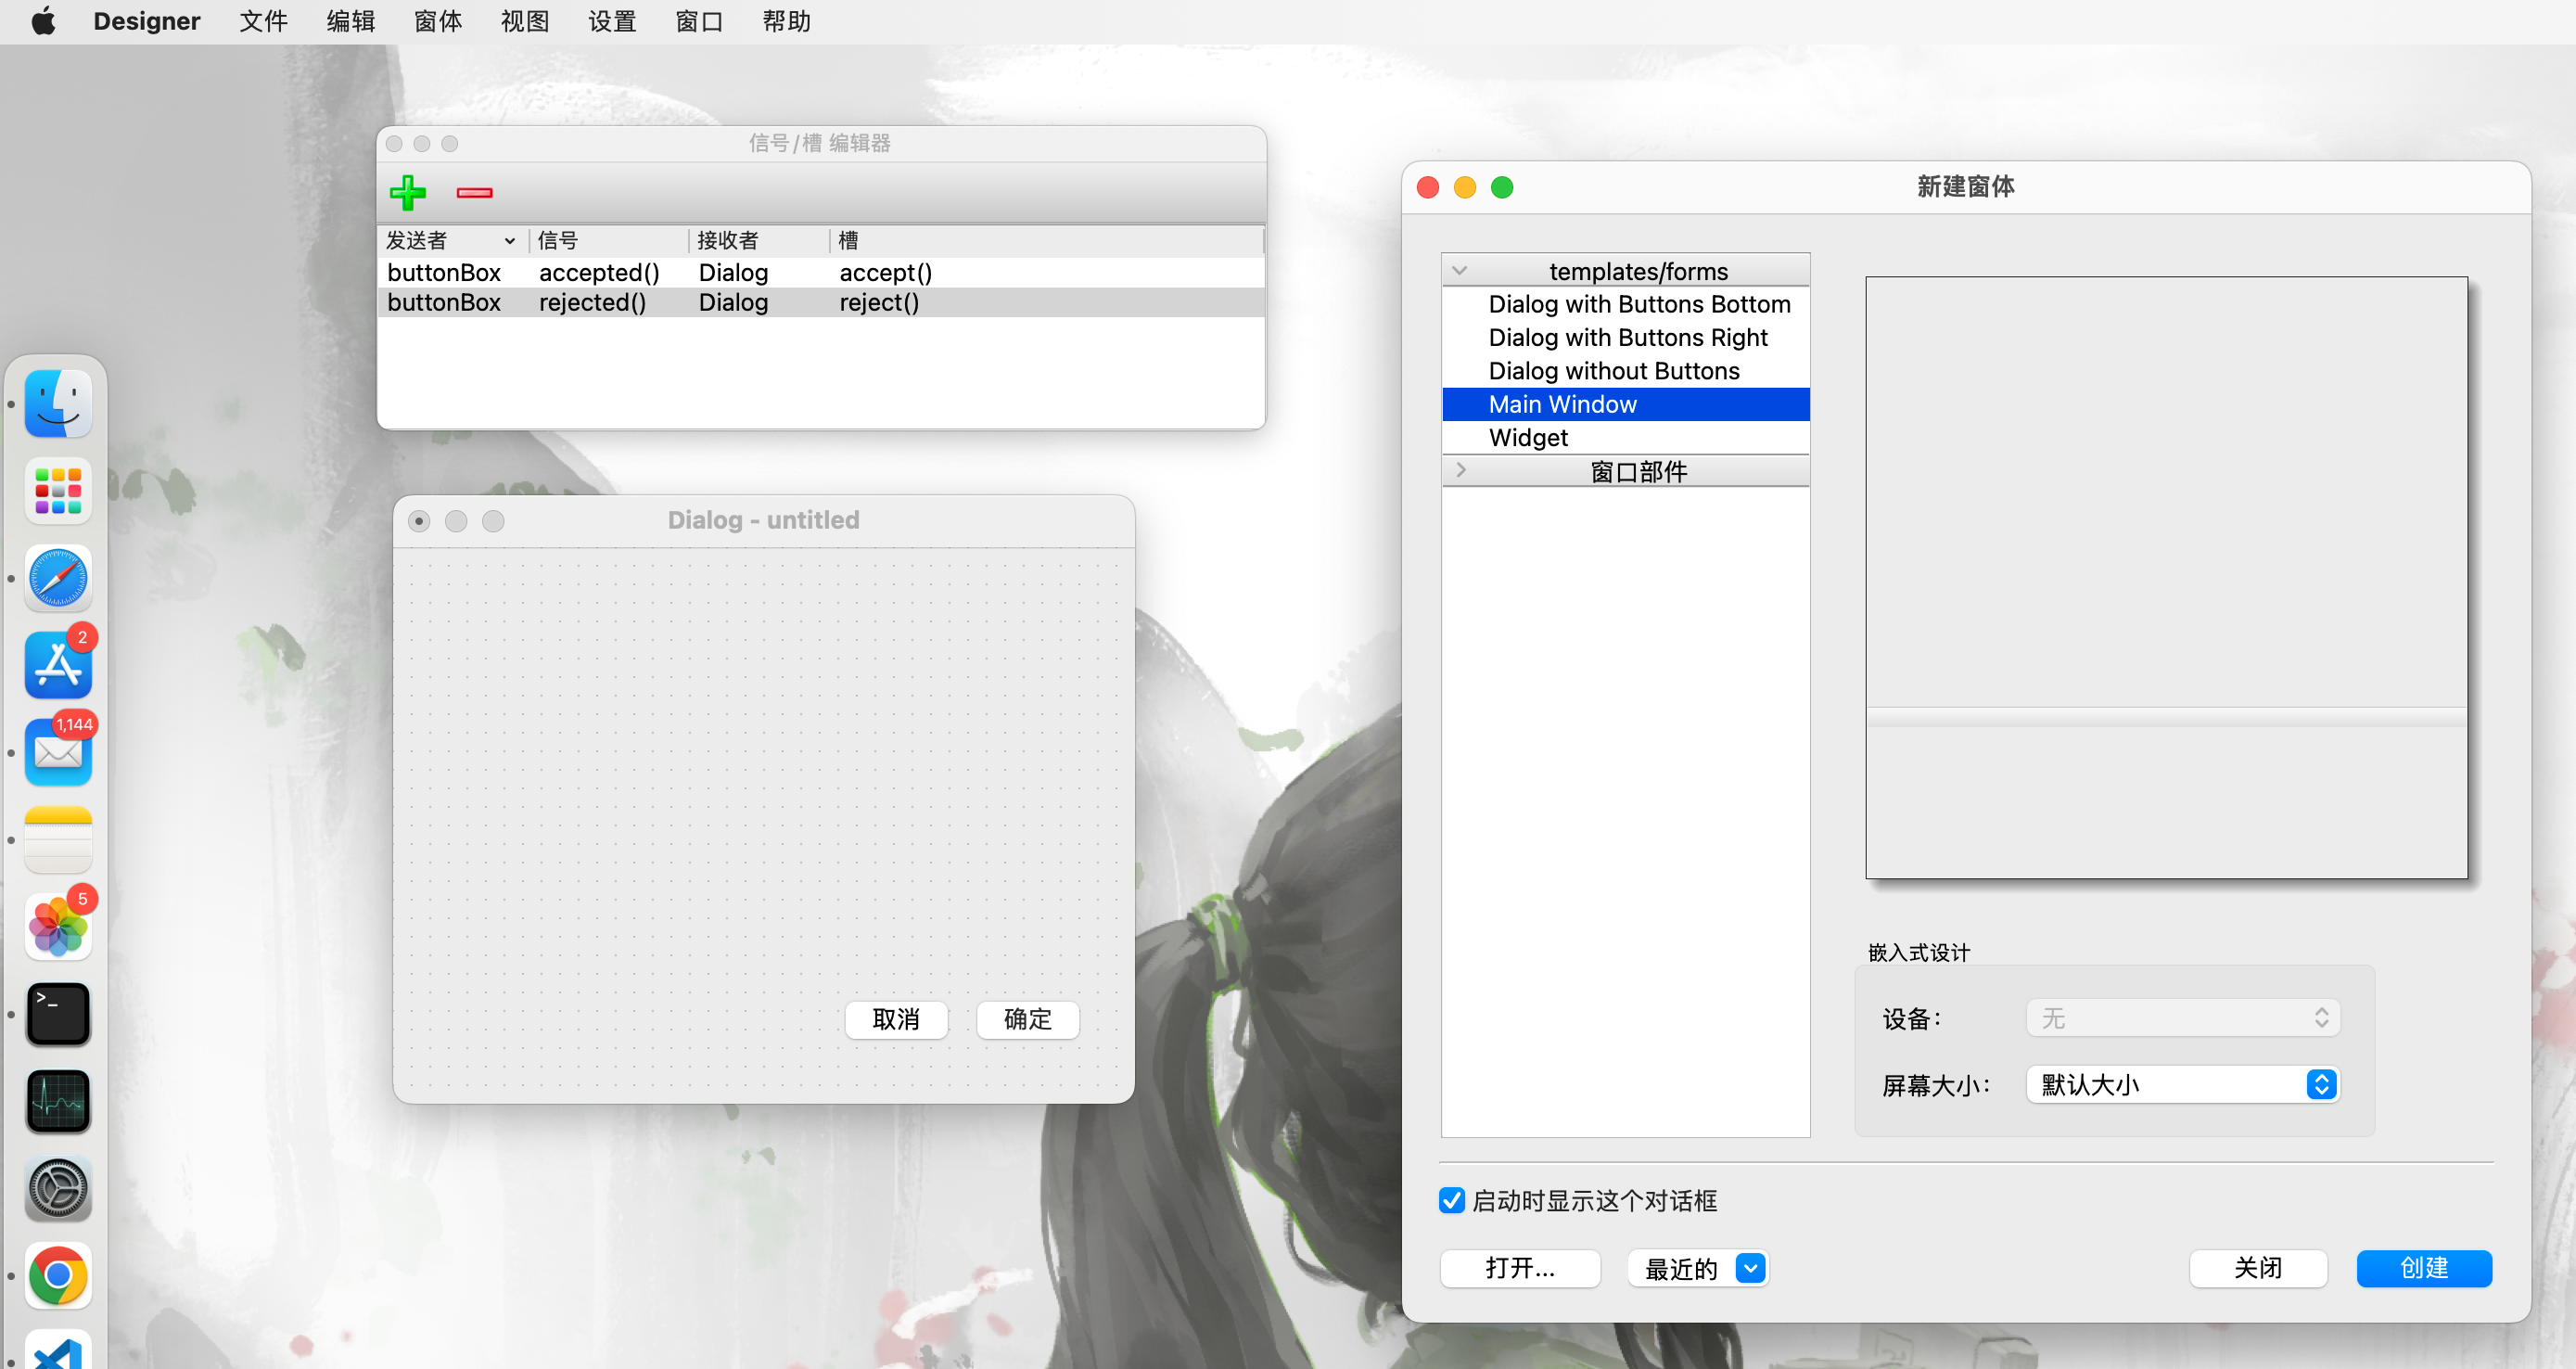 Designer 文件 编辑 窗体 视图 设置 窗口 帮助
信号/槽 编辑器
发送者 信号 接收者 槽
buttonBox accepted() Dialog accept()
buttonBox rejected() Dialog reject()
Dialog - untitled
取消 确定
新建窗体
templates/forms
Dialog with Buttons Bottom
Dialog with Buttons Right
Dialog without Buttons
Main Window
Widget
窗口部件
嵌入式设计
设备: 无
屏幕大小: 默认大小
启动时显示这个对话框
打开... 最近的 关闭 创建
2
1,144
5
>_